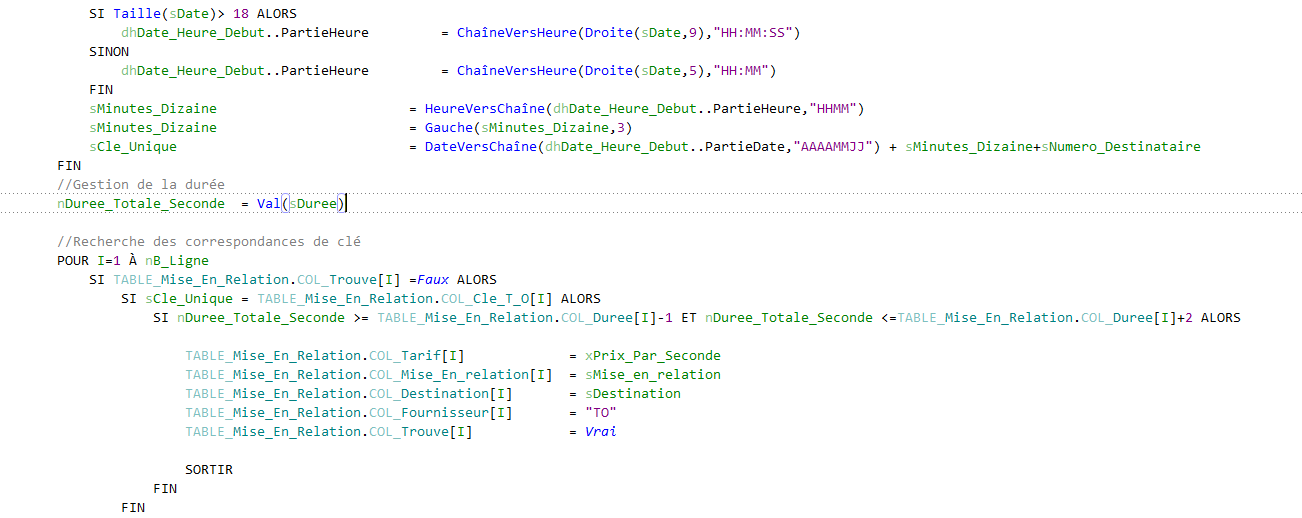 SI Taille(sDate)> 18 ALORS
dhDate_Heure_Debut..PartieHeure = ChaîneVersHeure(Droite(sDate,9),"HH:MM:SS")
SINON
dhDate_Heure_Debut..PartieHeure = ChaîneVersHeure(Droite(sDate,5),"HH:MM")
FIN
sMinutes_Dizaine = HeureVersChaîne(dhDate_Heure_Debut..PartieHeure,"HHMM")
sMinutes_Dizaine = Gauche(sMinutes_Dizaine,3)
sCle_Unique = DateVersChaîne(dhDate_Heure_Debut..PartieDate,"AAAAMMJJ") + sMinutes_Dizaine+sNumero_Destinataire
FIN
//Gestion de la durée
nDuree_Totale_Seconde = Val(sDuree)
//Recherche des correspondances de clé
POUR I=1 À nB_Ligne
SI TABLE_Mise_En_Relation.COL_Trouve[I] =Faux ALORS
SI sCle_Unique = TABLE_Mise_En_Relation.COL_Cle_T_O[I] ALORS
SI nDuree_Totale_Seconde >= TABLE_Mise_En_Relation.COL_Duree[I]-1 ET nDuree_Totale_Seconde <=TABLE_Mise_En_Relation.COL_Duree[I]+2 ALORS
TABLE_Mise_En_Relation.COL_Tarif[I] = xPrix_Par_Seconde
TABLE_Mise_En_Relation.COL_Mise_En_relation[I] = sMise_en_relation
TABLE_Mise_En_Relation.COL_Destination[I] = sDestination
TABLE_Mise_En_Relation.COL_Fournisseur[I] = "TO"
TABLE_Mise_En_Relation.COL_Trouve[I] = Vrai
SORTIR
FIN
FIN